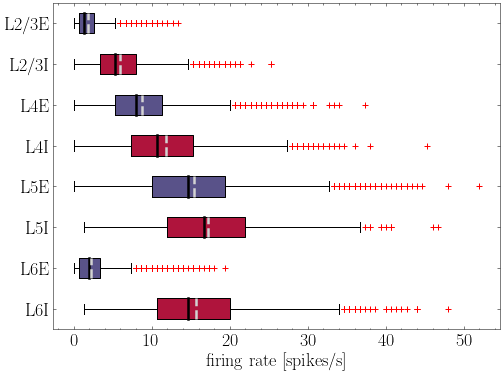 L2/3E
L2/3I
L4E
L4I
L5E
L5I
L6E
L6I
0 10 20 30 40 50
firing rate [spikes/s]